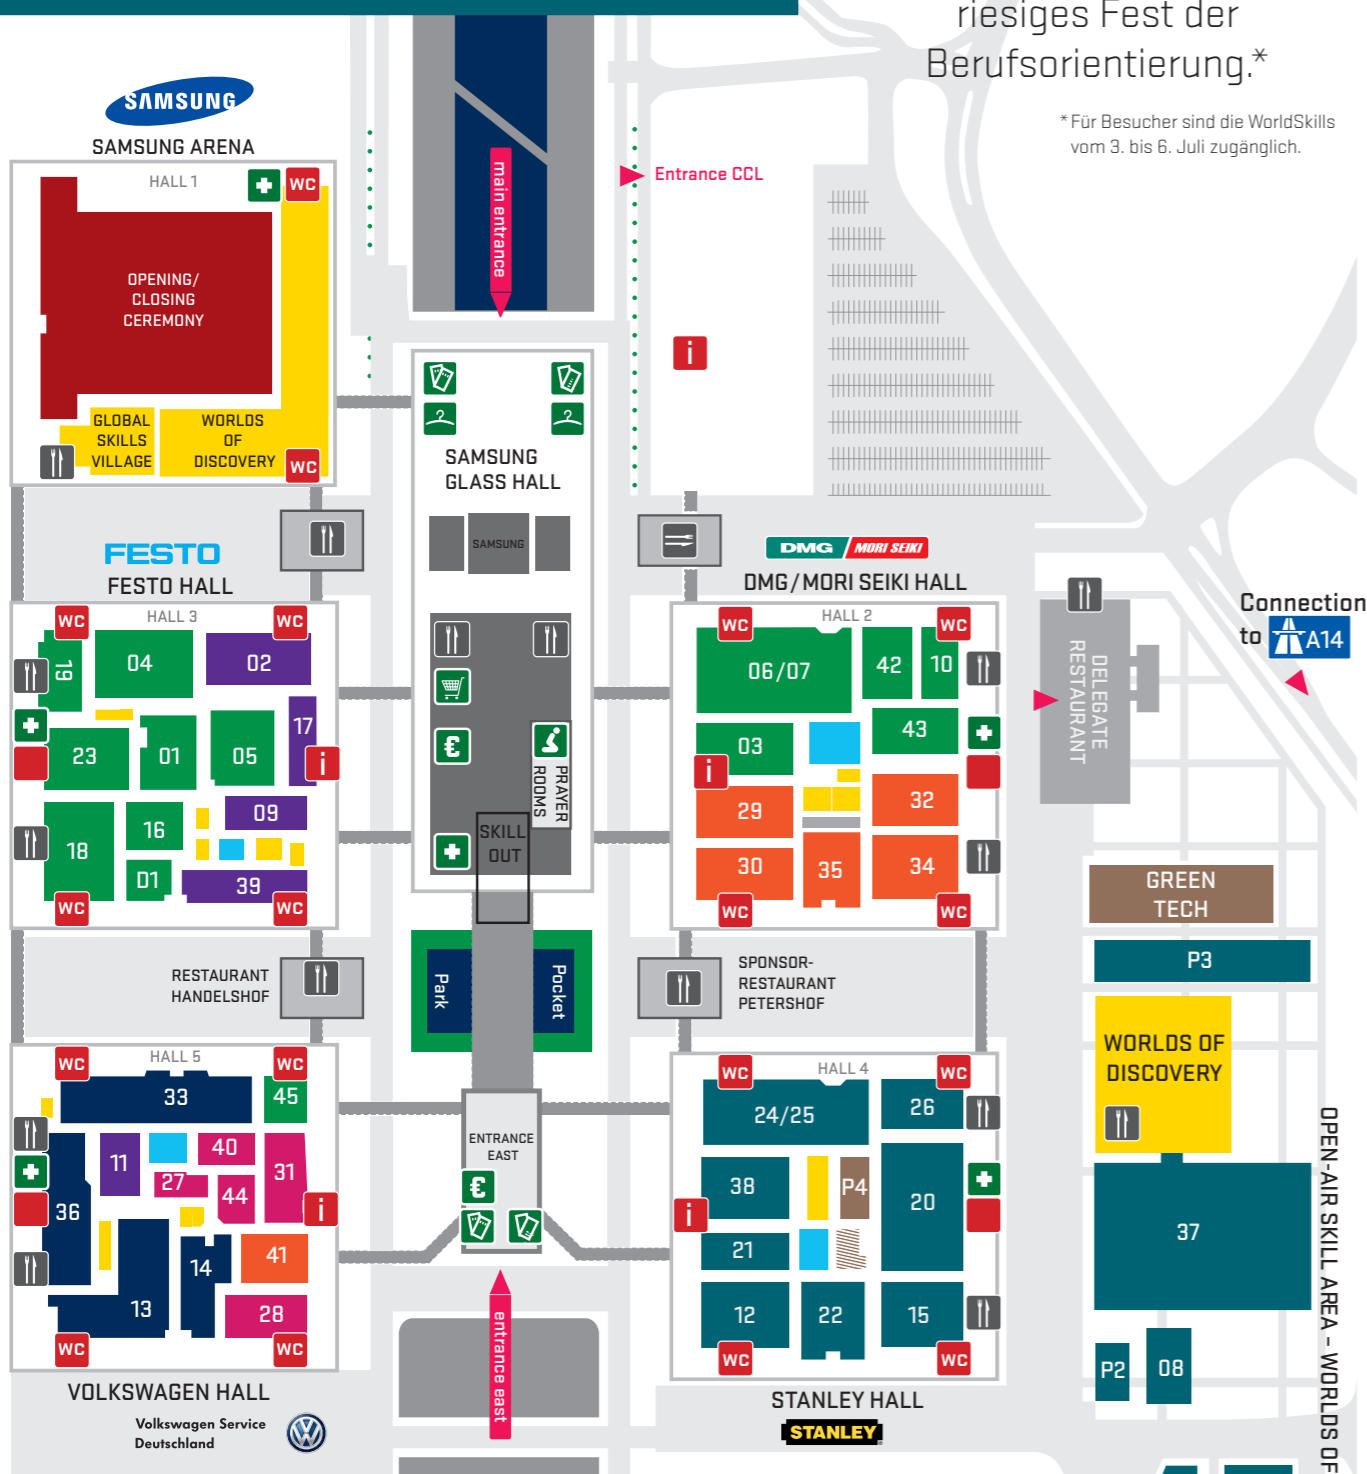 riesiges Fest der
Berufsorientierung.*
* Für Besucher sind die WorldSkills
vom 3. bis 6. Juli zugänglich.
SAMSUNG
SAMSUNG ARENA
HALL 1
WC
OPENING/
CLOSING
CEREMONY
GLOBAL
SKILLS
VILLAGE
WORLDS
OF
DISCOVERY
WC
main entrance
Entrance CCL
i
SAMSUNG
GLASS HALL
SAMSUNG
€
PRAYER
ROOMS
SKILL
OUT
FESTO
FESTO HALL
HALL 3
WC
WC
19
04
02
17
23
01
05
i
09
18
16
D1
39
WC
WC
DMG MORI SEIKI
DMG/MORI SEIKI HALL
HALL 2
WC
WC
06/07
42
10
03
43
i
29
32
30
35
34
WC
WC
DELEGATE
RESTAURANT
Connection
to A14
GREEN
TECH
P3
WORLDS OF
DISCOVERY
37
P2
08
OPEN-AIR SKILL AREA – WORLDS OF
RESTAURANT
HANDELSHOF
Park
Pocket
SPONSOR-
RESTAURANT
PETERSHOF
HALL 5
WC
WC
33
45
11
40
31
27
44
36
i
14
41
13
28
WC
WC
VOLKSWAGEN HALL
Volkswagen Service
Deutschland
ENTRANCE
EAST
€
entrance east
HALL 4
WC
WC
24/25
26
38
P4
20
i
21
12
22
15
WC
WC
STANLEY HALL
STANLEY